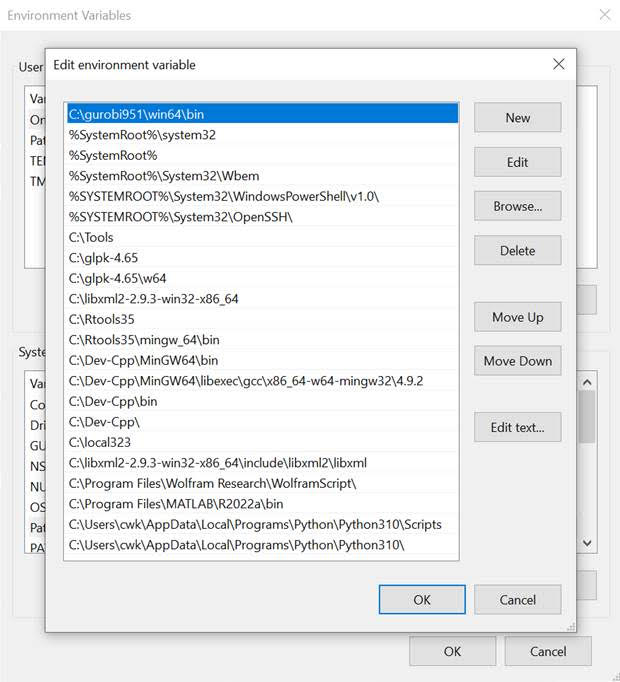 Environment Variables
User
Edit environment variable
Va
On
Pat
TE
TM
C:\gurobi951\win64\bin
%SystemRoot%\system32
%SystemRoot%
%SystemRoot%\System32\Wbem
%SYSTEMROOT%\System32\WindowsPowerShell\v1.0\
%SYSTEMROOT%\System32\OpenSSH\
C:\Tools
C:\glpk-4.65
C:\glpk-4.65\w64
C:\libxml2-2.9.3-win32-x86_64
C:\Rtools35
C:\Rtools35\mingw_64\bin
C:\Dev-Cpp\MinGW64\bin
C:\Dev-Cpp\MinGW64\libexec\gcc\x86_64-w64-mingw32\4.9.2
C:\Dev-Cpp\bin
C:\Dev-Cpp\
C:\local323
C:\libxml2-2.9.3-win32-x86_64\include\libxml2\libxml
C:\Program Files\Wolfram Research\WolframScript\
C:\Program Files\MATLAB\R2022a\bin
C:\Users\cwk\AppData\Local\Programs\Python\Python310\Scripts
C:\Users\cwk\AppData\Local\Programs\Python\Python310\
New
Edit
Browse...
Delete
Move Up
Move Down
Edit text...
Syste
Va
Co
Dri
GU
NS
NU
OS
Pat
PA
OK
Cancel
OK
Cancel